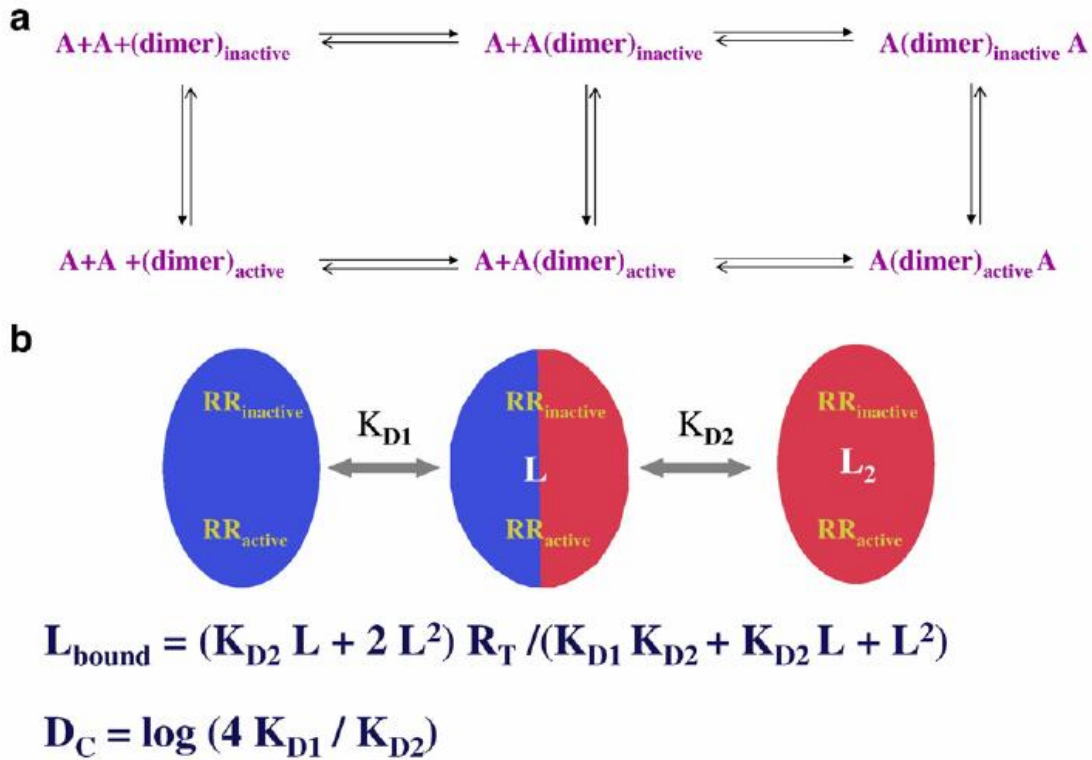 a
A+A+(dimer)inactive A+A(dimer)inactive A(dimer)inactive A
A+A +(dimer)active A+A(dimer)active A(dimer)active A
b
RRinactive RRinactive RRinactive
KD1 KD2
L L2
RRactive RRactive RRactive
Lbound = (KD2 L + 2 L²) RT /(KD1 KD2 + KD2 L + L²)
DC = log (4 KD1 / KD2)